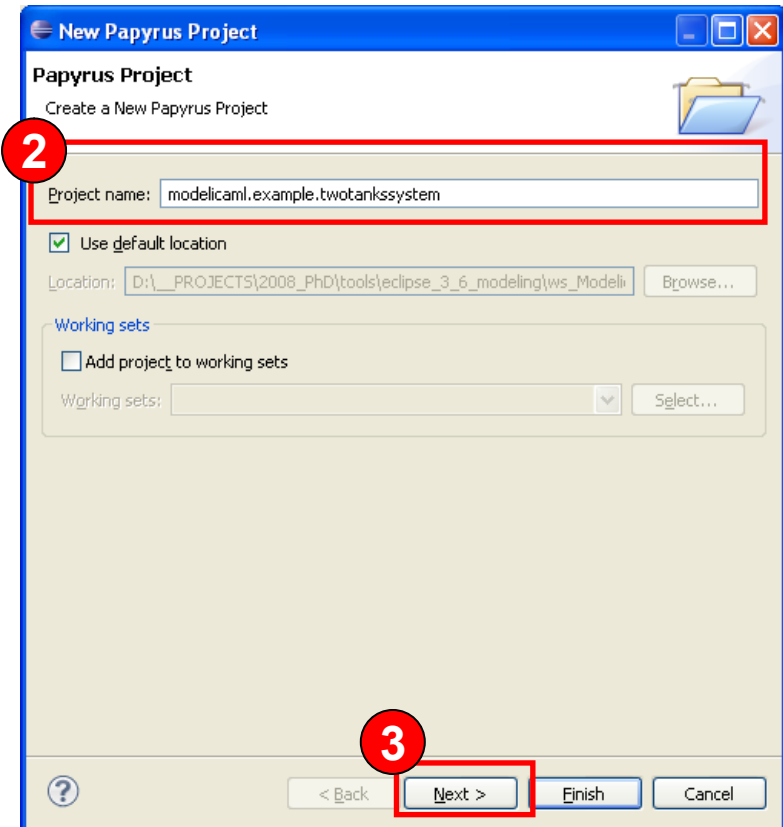 New Papyrus Project
Papyrus Project
Create a New Papyrus Project
2
Project name: modelicaml.example.twotankssystem
Use default location
Location: D:\__PROJECTS\2008_PhD\tools\eclipse_3_6_modeling\ws_Modeli Browse...
Working sets
Add project to working sets
Working sets: Select...
3
? < Back Next > Finish Cancel